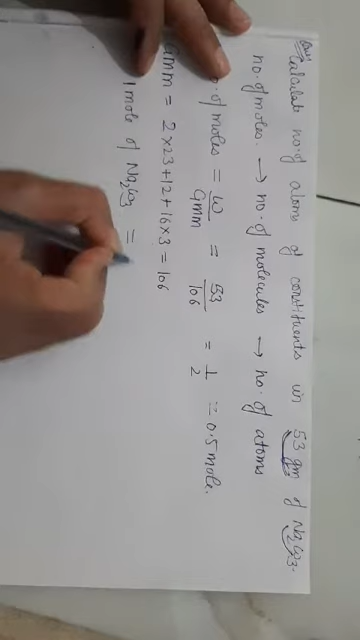 Que: Calculate no. of atoms of constituents in 53 gm of Na2CO3.
no. of moles. → no. of molecules → no. of atoms
o. of moles = W/GMM = 53/106 = 1/2 = 0.5 mole.
GMM = 2×23+12+16×3 = 106
1 mole of Na2CO3 =